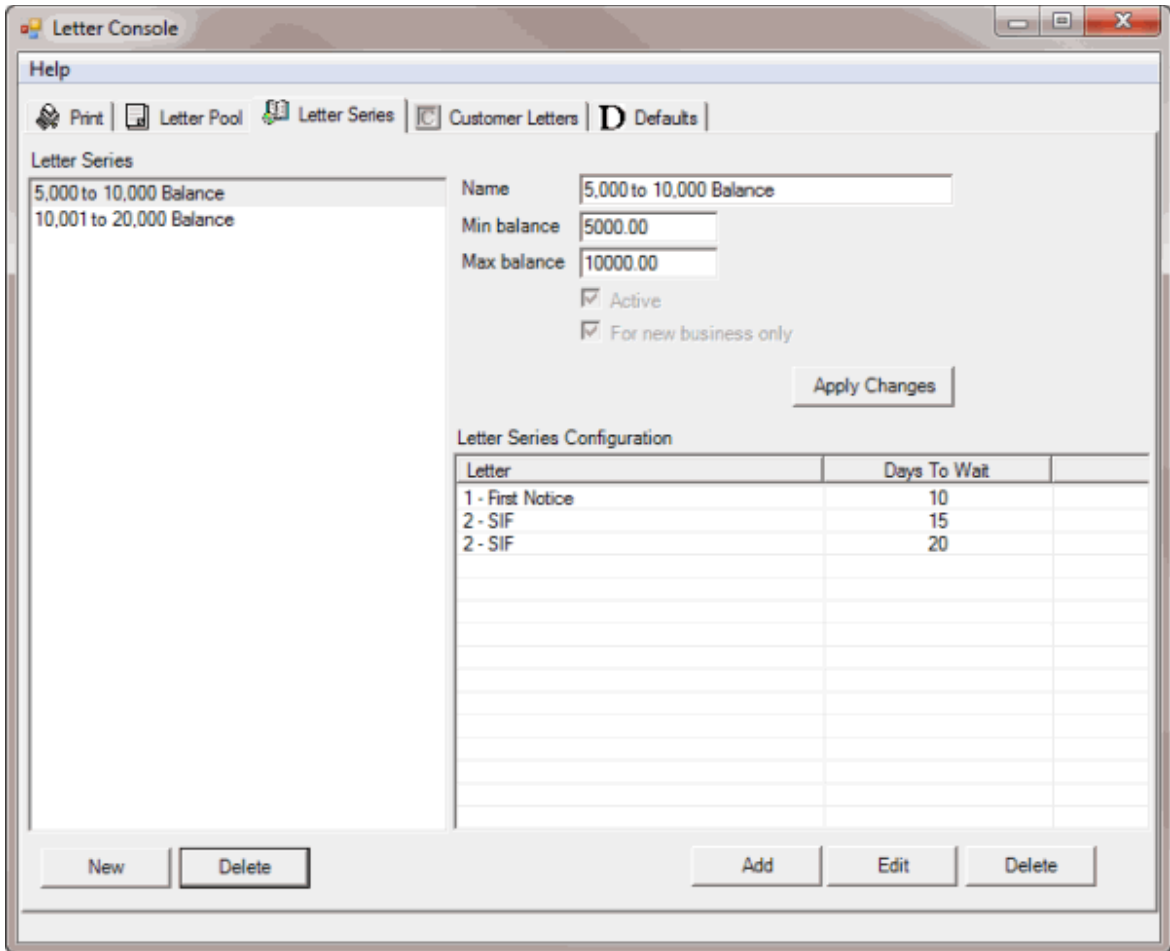 Letter Console
Help
Print Letter Pool Letter Series Customer Letters D Defaults
Letter Series
5,000 to 10,000 Balance
10,001 to 20,000 Balance
Name 5,000 to 10,000 Balance
Min balance 5000.00
Max balance 10000.00
Active
For new business only
Apply Changes
Letter Series Configuration
Letter Days To Wait
1 - First Notice 10
2 - SIF 15
2 - SIF 20
New Delete Add Edit Delete